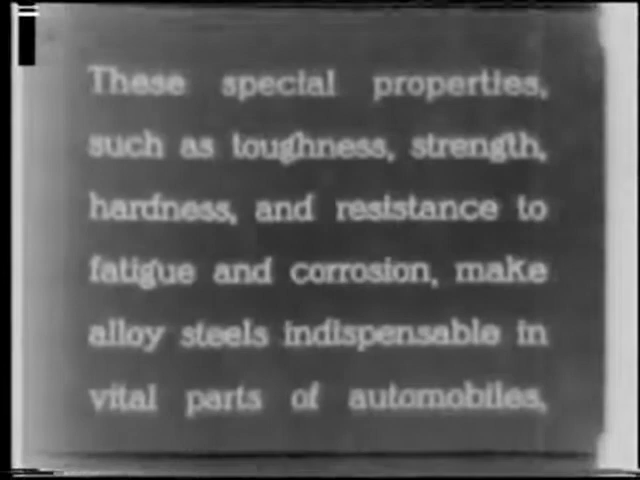 These special properties,
such as toughness, strength,
hardness, and resistance to
fatigue and corrosion, make
alloy steels indispensable in
vital parts of automobiles,